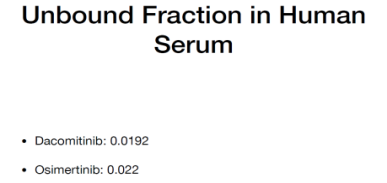 Unbound Fraction in Human
Serum
• Dacomitinib: 0.0192
• Osimertinib: 0.022